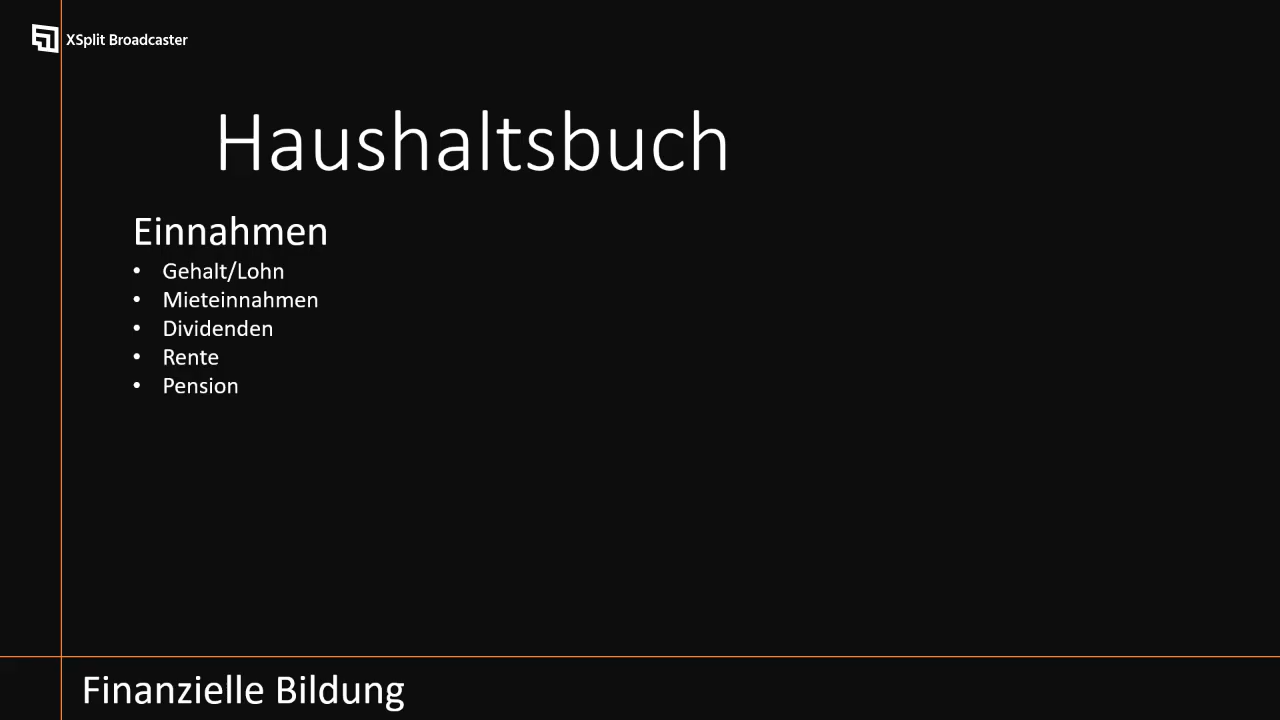 XSplit Broadcaster
Haushaltsbuch
Einnahmen
• Gehalt/Lohn
• Mieteinnahmen
• Dividenden
• Rente
• Pension
Finanzielle Bildung